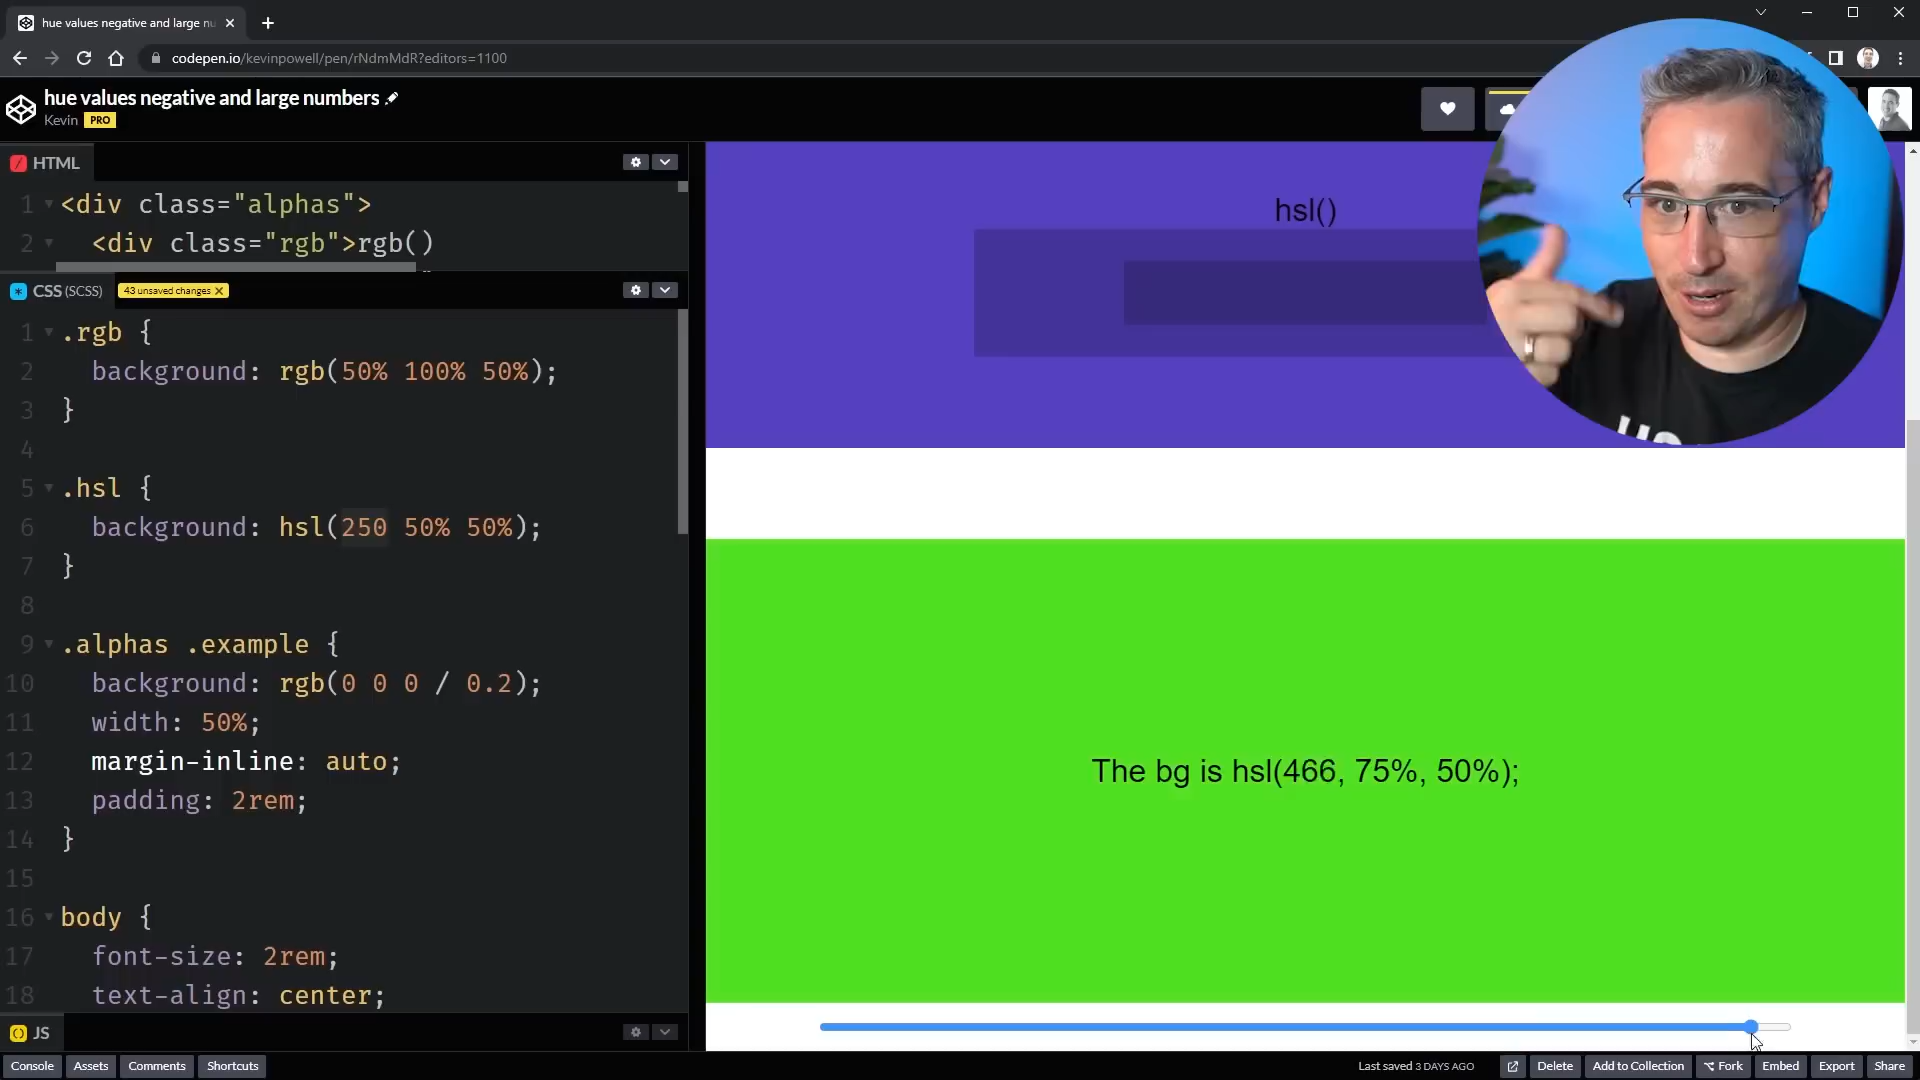 hue values negative and large nu
codepen.io/kevinpowell/pen/rNdmMdR?editors=1100
hue values negative and large numbers
Kevin PRO
HTML
1 <div class="alphas">
2 <div class="rgb">rgb()
CSS (SCSS) 43 unsaved changes X
1 .rgb {
2 background: rgb(50% 100% 50%);
3 }
4
5 .hsl {
6 background: hsl(250 50% 50%);
7 }
8
9 .alphas .example {
10 background: rgb(0 0 0 / 0.2);
11 width: 50%;
12 margin-inline: auto;
13 padding: 2rem;
14 }
15
16 body {
17 font-size: 2rem;
18 text-align: center;
JS
hsl()
The bg is hsl(466, 75%, 50%);
Console Assets Comments Shortcuts
Last saved 3 DAYS AGO Delete Add to Collection Fork Embed Export Share